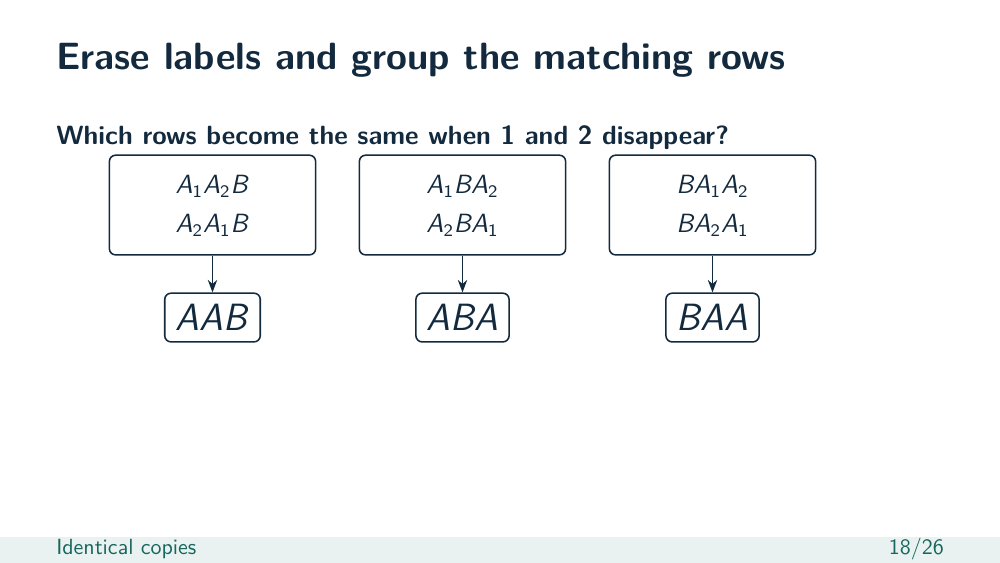 Erase labels and group the matching rows
Which rows become the same when 1 and 2 disappear?
A₁A₂B
A₂A₁B
A₁BA₂
A₂BA₁
BA₁A₂
BA₂A₁
AAB
ABA
BAA
Identical copies
18/26